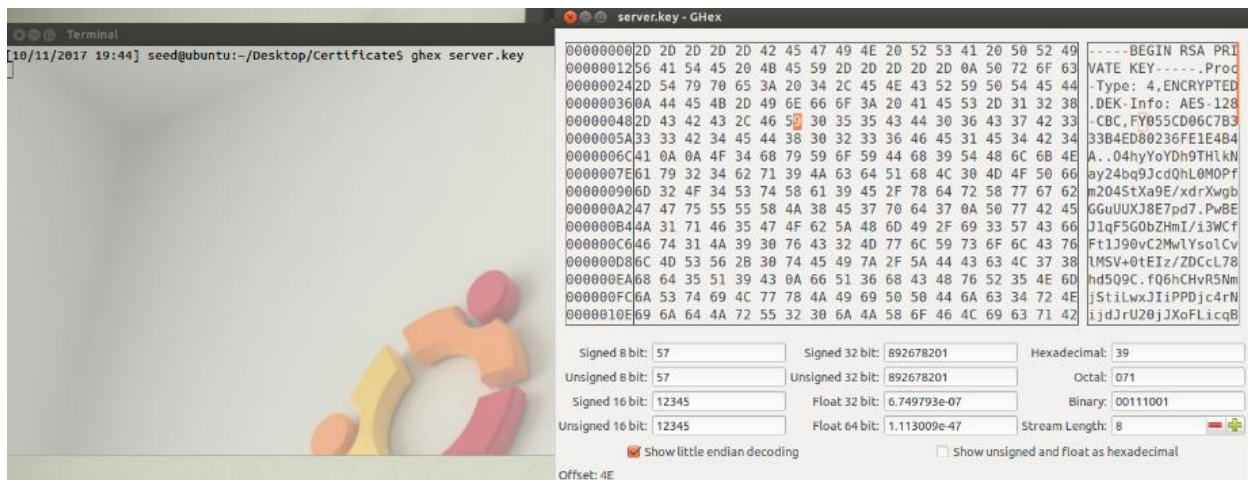 Terminal
[10/11/2017 19:44] seed@ubuntu:~/Desktop/Certificate$ ghex server.key
server.key - GHex
00000000 2D 2D 2D 2D 2D 42 45 47 49 4E 20 52 53 41 20 50 52 49 -----BEGIN RSA PRI
00000012 56 41 54 45 20 4B 45 59 2D 2D 2D 2D 2D 0A 50 72 6F 63 VATE KEY-----.Proc
00000024 2D 54 79 70 65 3A 20 34 2C 45 4E 43 52 59 50 54 45 44 -Type: 4,ENCRYPTED
00000036 0A 44 45 4B 2D 49 6E 66 6F 3A 20 41 45 53 2D 31 32 38 .DEK-Info: AES-128
00000048 2D 43 42 43 2C 46 59 30 35 35 43 44 30 36 43 37 42 33 -CBC,FY055CD06C7B3
0000005A 33 33 42 34 45 44 38 30 32 33 36 46 45 31 45 34 42 34 33B4ED80236FE1E4B4
0000006C 41 0A 0A 4F 34 68 79 59 6F 59 44 68 39 54 48 6C 6B 4E A..O4hyYoYDh9THlkN
0000007E 61 79 32 34 62 71 39 4A 63 64 51 68 4C 30 4D 4F 50 66 ay24bq9JcdQhL0MOPf
00000090 6D 32 4F 34 53 74 58 61 39 45 2F 78 64 72 58 77 67 62 m2O4StXa9E/xdrXwgb
000000A2 47 47 75 55 55 58 4A 38 45 37 70 64 37 0A 50 77 42 45 GGuUUXJ8E7pd7.PwBE
000000B4 4A 31 71 46 35 47 4F 62 5A 48 6D 49 2F 69 33 57 43 66 J1qF5GObZHmI/i3WCf
000000C6 46 74 31 4A 39 30 76 43 32 4D 77 6C 59 73 6F 6C 43 76 Ft1J90vC2MwlYsolCv
000000D8 6C 4D 53 56 2B 30 74 45 49 7A 2F 5A 44 43 63 4C 37 38 lMSV+0tEIz/ZDCcL78
000000EA 68 64 35 51 39 43 0A 66 51 36 68 43 48 76 52 35 4E 6D hd5Q9C.fQ6hCHvR5Nm
000000FC 6A 53 74 69 4C 77 78 4A 49 69 50 50 44 6A 63 34 72 4E jStiLwxJIiPPDjc4rN
0000010E 69 6A 64 4A 72 55 32 30 6A 4A 58 6F 46 4C 69 63 71 42 ijdJrU20jJXoFLicqB
Signed 8 bit: 57 Signed 32 bit: 892678201 Hexadecimal: 39
Unsigned 8 bit: 57 Unsigned 32 bit: 892678201 Octal: 071
Signed 16 bit: 12345 Float 32 bit: 6.749793e-07 Binary: 00111001
Unsigned 16 bit: 12345 Float 64 bit: 1.113009e-47 Stream Length: 8
Show little endian decoding Show unsigned and float as hexadecimal
Offset: 4E